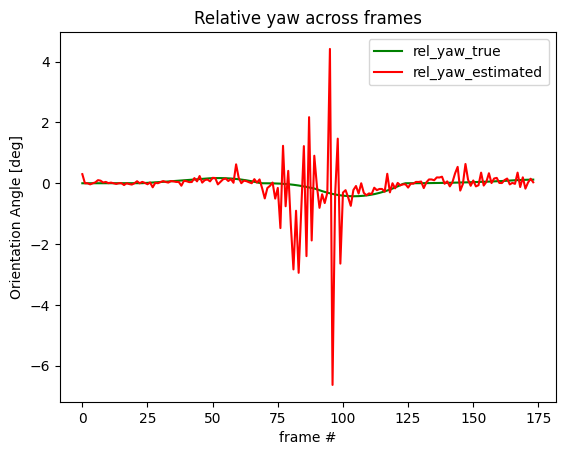 Relative yaw across frames
rel_yaw_true
rel_yaw_estimated
Orientation Angle [deg]
4
2
0
−2
−4
−6
0 25 50 75 100 125 150 175
frame #